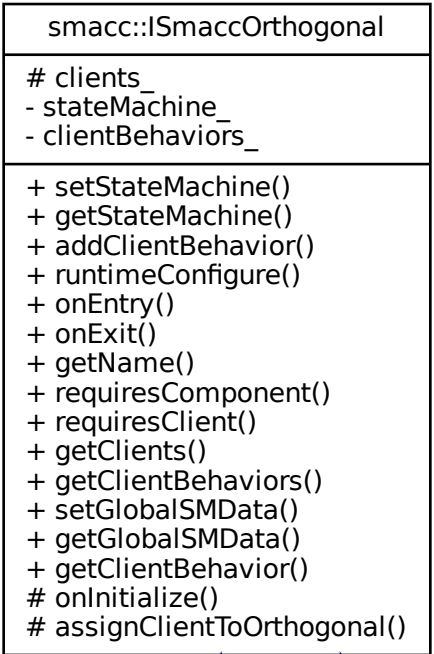 smacc::ISmaccOrthogonal
# clients_
- stateMachine_
- clientBehaviors_
+ setStateMachine()
+ getStateMachine()
+ addClientBehavior()
+ runtimeConfigure()
+ onEntry()
+ onExit()
+ getName()
+ requiresComponent()
+ requiresClient()
+ getClients()
+ getClientBehaviors()
+ setGlobalSMData()
+ getGlobalSMData()
+ getClientBehavior()
# onInitialize()
# assignClientToOrthogonal()